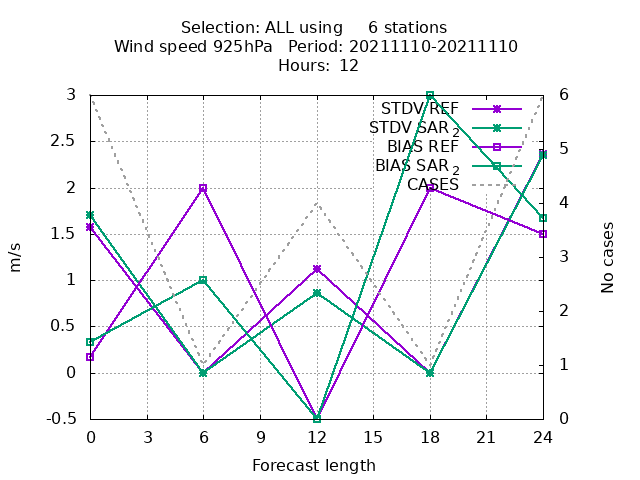 Selection: ALL using     6 stations
Wind speed 925hPa   Period: 20211110-20211110
Hours:  12
STDV REF
STDV SAR2
BIAS REF
BIAS SAR2
CASES
3
2.5
2
1.5
1
0.5
0
-0.5
m/s
6
5
4
3
2
1
0
No cases
0 3 6 9 12 15 18 21 24
Forecast length